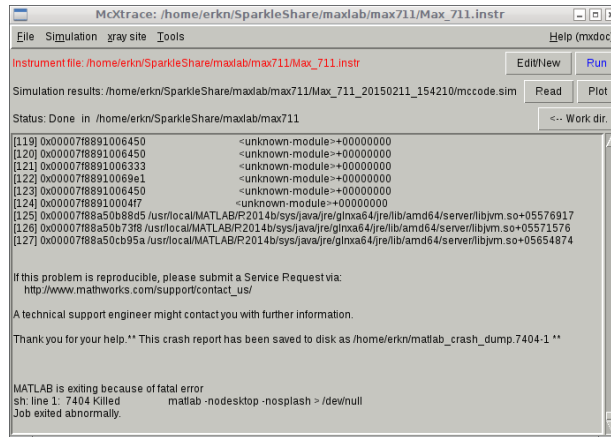 McXtrace: /home/erkn/SparkleShare/maxlab/max711/Max_711.instr
File Simulation xray site Tools Help (mxdoc
Instrument file: /home/erkn/SparkleShare/maxlab/max711/Max_711.instr Edit/New Run
Simulation results: /home/erkn/SparkleShare/maxlab/max711/Max_711_20150211_154210/mccode.sim Read Plot
Status: Done in /home/erkn/SparkleShare/maxlab/max711 <-- Work dir.
[119] 0x00007f8891006450 <unknown-module>+00000000
[120] 0x00007f8891006450 <unknown-module>+00000000
[121] 0x00007f8891006333 <unknown-module>+00000000
[122] 0x00007f88910069e1 <unknown-module>+00000000
[123] 0x00007f8891006450 <unknown-module>+00000000
[124] 0x00007f88910004f7 <unknown-module>+00000000
[125] 0x00007f88a50b88d5 /usr/local/MATLAB/R2014b/sys/java/jre/glnxa64/jre/lib/amd64/server/libjvm.so+05576917
[126] 0x00007f88a50b73f8 /usr/local/MATLAB/R2014b/sys/java/jre/glnxa64/jre/lib/amd64/server/libjvm.so+05571576
[127] 0x00007f88a50cb95a /usr/local/MATLAB/R2014b/sys/java/jre/glnxa64/jre/lib/amd64/server/libjvm.so+05654874
If this problem is reproducible, please submit a Service Request via:
http://www.mathworks.com/support/contact_us/
A technical support engineer might contact you with further information.
Thank you for your help.** This crash report has been saved to disk as /home/erkn/matlab_crash_dump.7404-1 **
MATLAB is exiting because of fatal error
sh: line 1: 7404 Killed matlab -nodesktop -nosplash > /dev/null
Job exited abnormally.